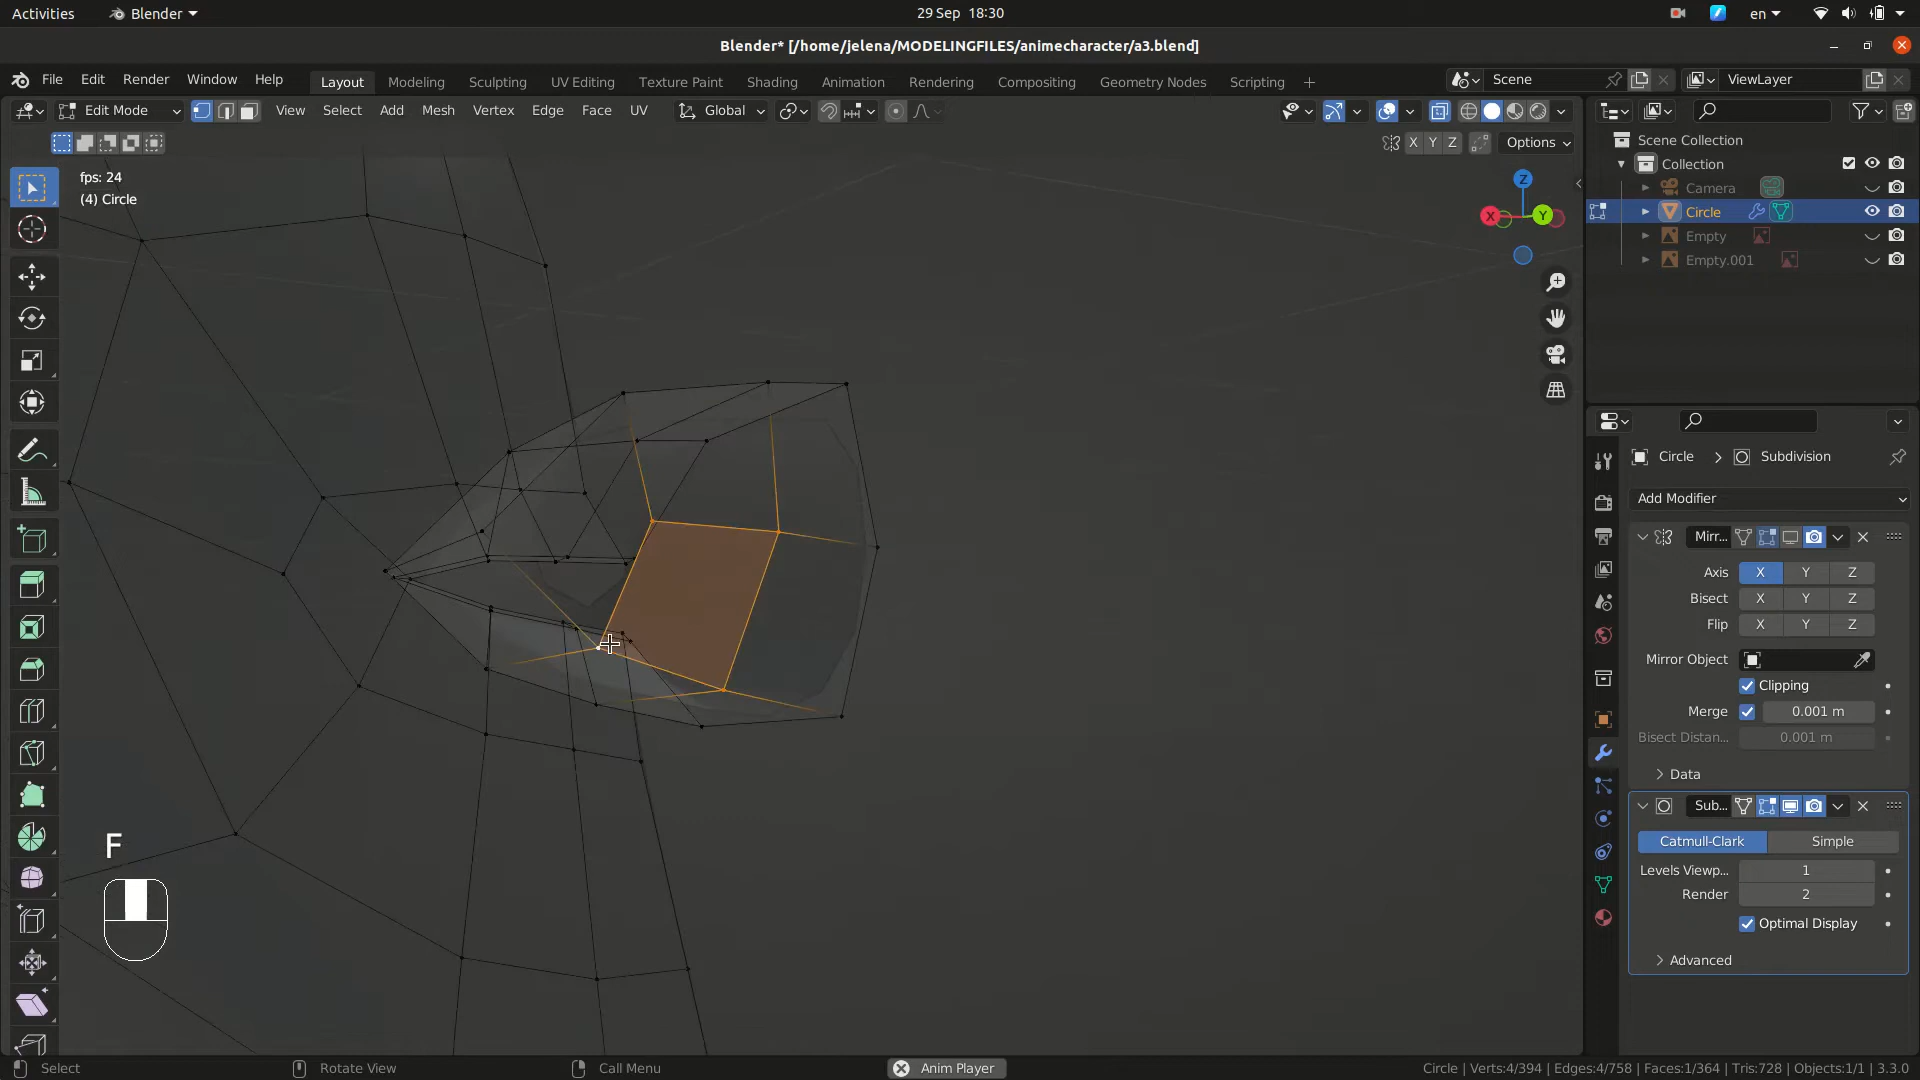 Activities
Blender
29 Sep 18:30
en
Blender* [/home/jelena/MODELINGFILES/animecharacter/a3.blend]
File Edit Render Window Help
Layout Modeling Sculpting UV Editing Texture Paint Shading Animation Rendering Compositing Geometry Nodes Scripting +
Scene
ViewLayer
Edit Mode
View Select Add Mesh Vertex Edge Face UV
Global
X Y Z
Options
fps: 24
(4) Circle
Z
X
Y
Scene Collection
Collection
Camera
Circle
Empty
Empty.001
Circle > Subdivision
Add Modifier
Mirr...
Axis X Y Z
Bisect X Y Z
Flip X Y Z
Mirror Object
Clipping
Merge 0.001 m
Bisect Distan... 0.001 m
Data
Sub...
Catmull-Clark Simple
Levels Viewp... 1
Render 2
Optimal Display
Advanced
F
Select
Rotate View
Call Menu
Anim Player
Circle | Verts:4/394 | Edges:4/758 | Faces:1/364 | Tris:728 | Objects:1/1 | 3.3.0